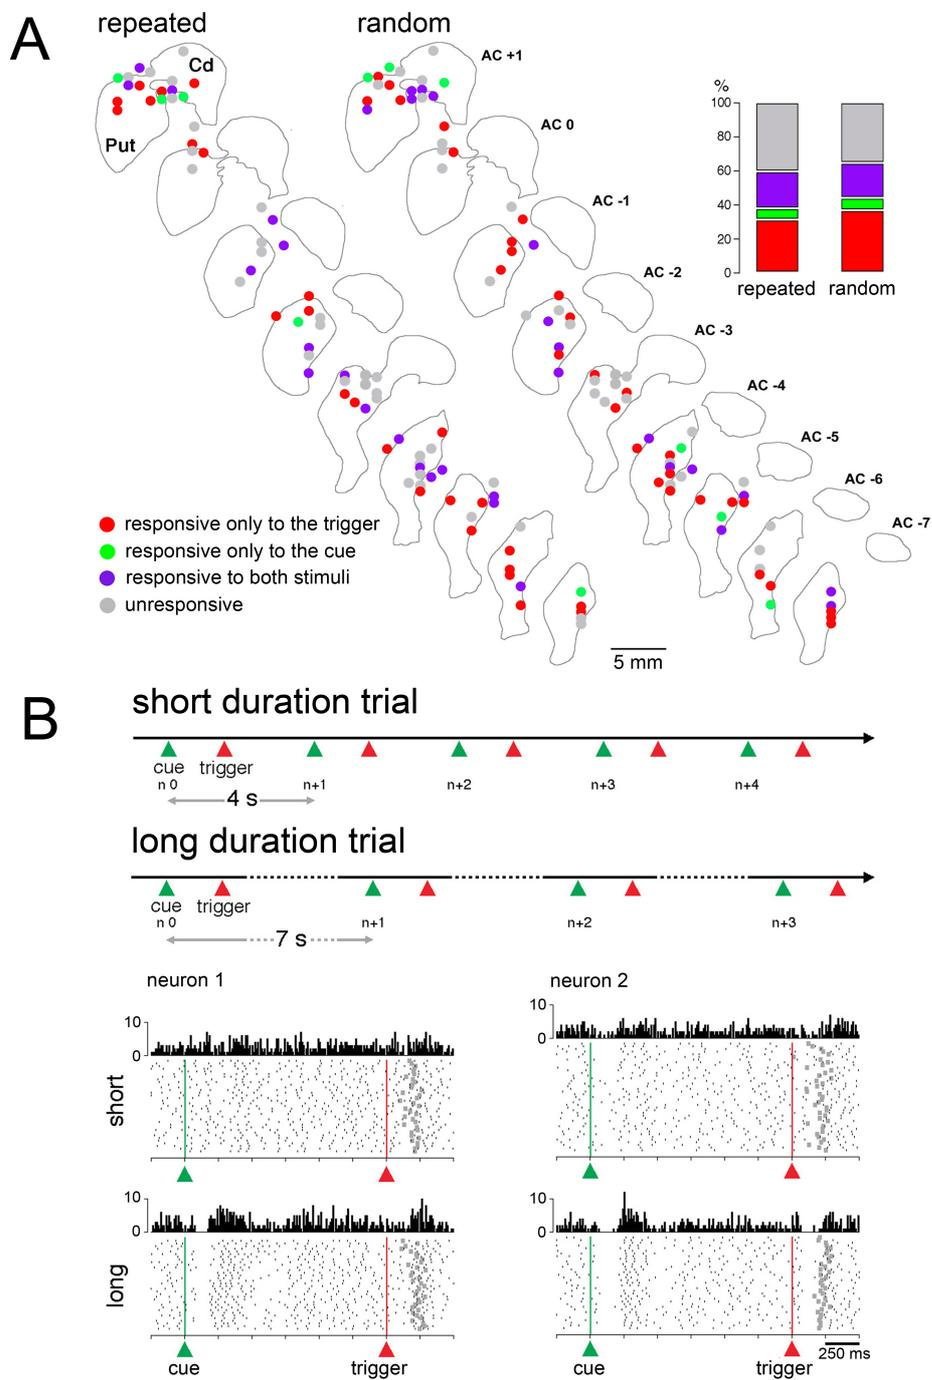 A
repeated
random
Cd
Put
AC +1
AC 0
AC -1
AC -2
AC -3
AC -4
AC -5
AC -6
AC -7
%
100
80
60
40
20
0
repeated
random
responsive only to the trigger
responsive only to the cue
responsive to both stimuli
unresponsive
5 mm
B
short duration trial
cue trigger
n 0 n+1 n+2 n+3 n+4
4 s
long duration trial
cue trigger
n 0 n+1 n+2 n+3
7 s
neuron 1
neuron 2
10
0
10
0
short
10
0
10
0
long
250 ms
cue trigger
cue trigger